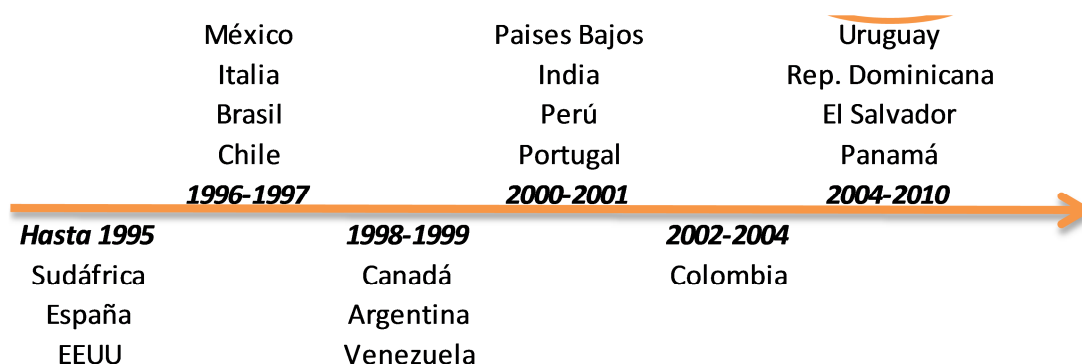 México
Italia
Brasil
Chile
1996-1997
Paises Bajos
India
Perú
Portugal
2000-2001
Uruguay
Rep. Dominicana
El Salvador
Panamá
2004-2010
Hasta 1995
Sudáfrica
España
EEUU
1998-1999
Canadá
Argentina
Venezuela
2002-2004
Colombia